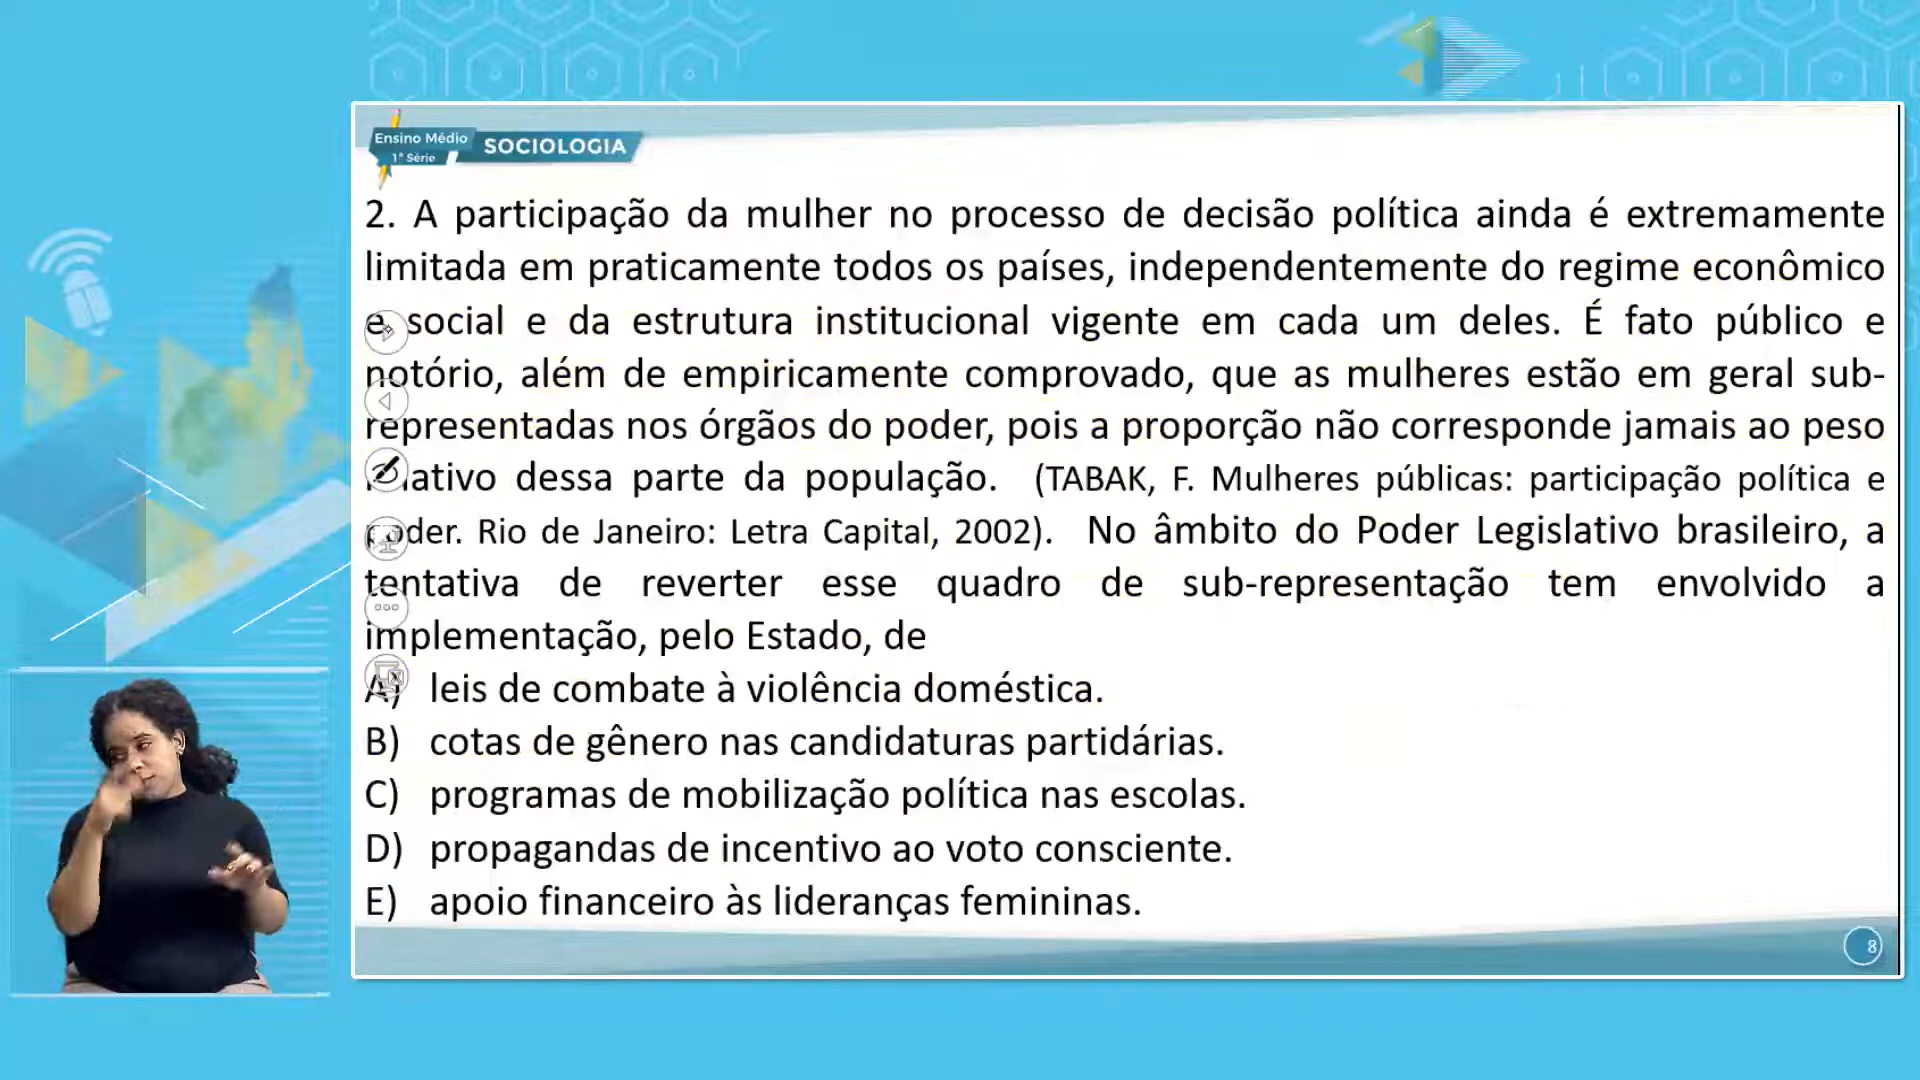 Ensino Médio
1ª Série
SOCIOLOGIA
2. A participação da mulher no processo de decisão política ainda é extremamente
limitada em praticamente todos os países, independentemente do regime econômico
e social e da estrutura institucional vigente em cada um deles. É fato público e
notório, além de empiricamente comprovado, que as mulheres estão em geral sub-
representadas nos órgãos do poder, pois a proporção não corresponde jamais ao peso
relativo dessa parte da população. (TABAK, F. Mulheres públicas: participação política e
poder. Rio de Janeiro: Letra Capital, 2002). No âmbito do Poder Legislativo brasileiro, a
tentativa de reverter esse quadro de sub-representação tem envolvido a
implementação, pelo Estado, de
A) leis de combate à violência doméstica.
B) cotas de gênero nas candidaturas partidárias.
C) programas de mobilização política nas escolas.
D) propagandas de incentivo ao voto consciente.
E) apoio financeiro às lideranças femininas.
8